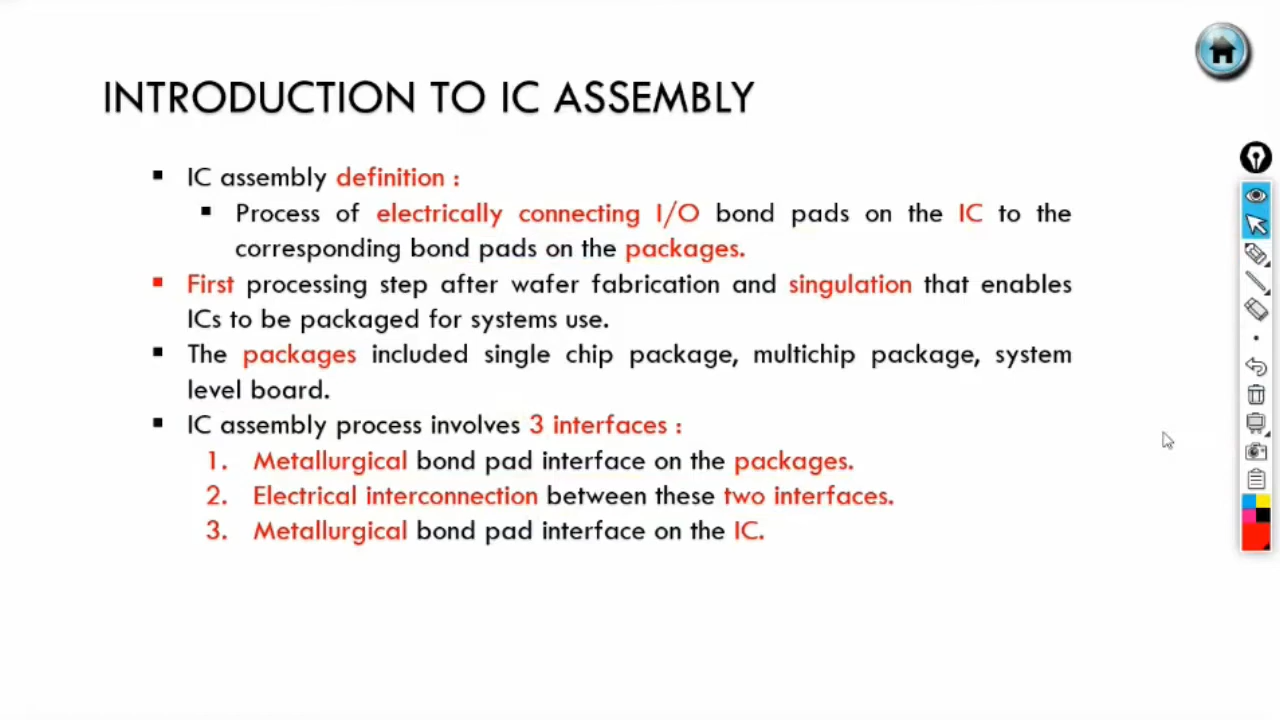 INTRODUCTION TO IC ASSEMBLY
▪ IC assembly definition :
▪ Process of electrically connecting I/O bond pads on the IC to the
corresponding bond pads on the packages.
▪ First processing step after wafer fabrication and singulation that enables
ICs to be packaged for systems use.
▪ The packages included single chip package, multichip package, system
level board.
▪ IC assembly process involves 3 interfaces :
1. Metallurgical bond pad interface on the packages.
2. Electrical interconnection between these two interfaces.
3. Metallurgical bond pad interface on the IC.